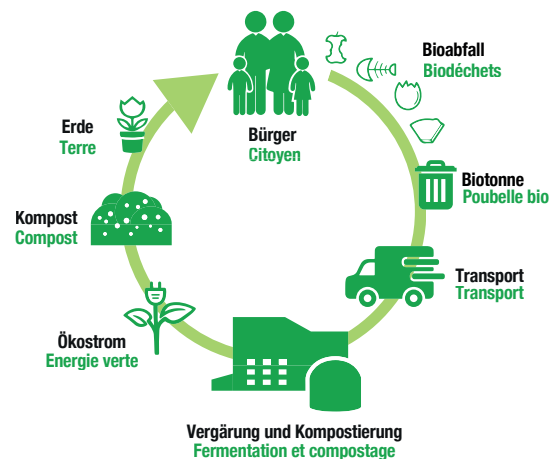 Bürger
Citoyen
Bioabfall
Biodéchets
Biotonne
Poubelle bio
Transport
Transport
Vergärung und Kompostierung
Fermentation et compostage
Ökostrom
Energie verte
Kompost
Compost
Erde
Terre